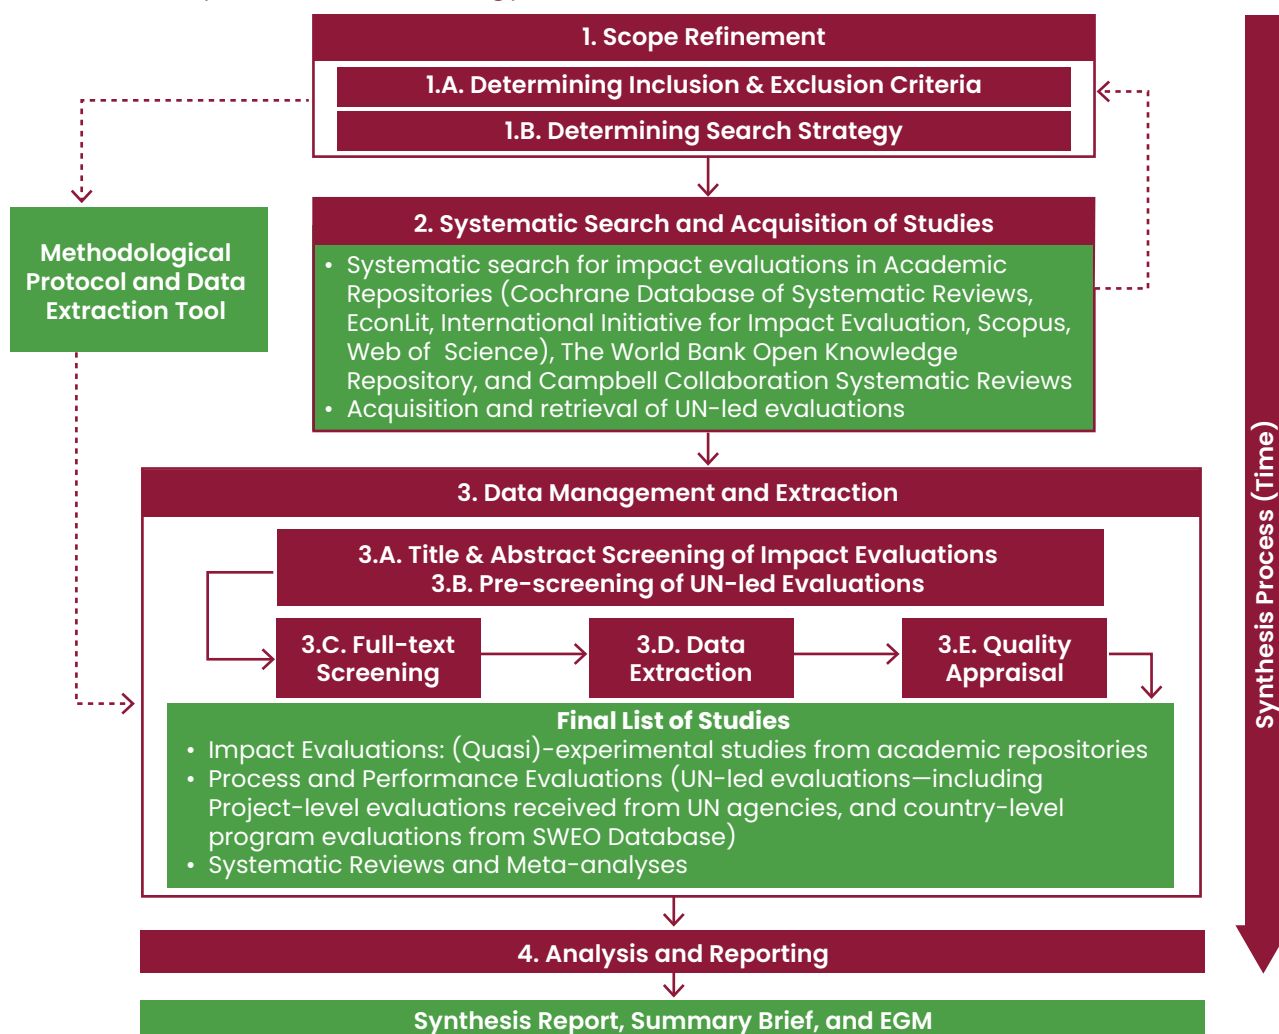 1. Scope Refinement
1.A. Determining Inclusion & Exclusion Criteria
1.B. Determining Search Strategy
2. Systematic Search and Acquisition of Studies
• Systematic search for impact evaluations in Academic
Repositories (Cochrane Database of Systematic Reviews,
EconLit, International Initiative for Impact Evaluation, Scopus,
Web of Science), The World Bank Open Knowledge
Repository, and Campbell Collaboration Systematic Reviews
• Acquisition and retrieval of UN-led evaluations
Methodological
Protocol and Data
Extraction Tool
3. Data Management and Extraction
3.A. Title & Abstract Screening of Impact Evaluations
3.B. Pre-screening of UN-led Evaluations
3.C. Full-text
Screening
3.D. Data
Extraction
3.E. Quality
Appraisal
Final List of Studies
• Impact Evaluations: (Quasi)-experimental studies from academic repositories
• Process and Performance Evaluations (UN-led evaluations—including
Project-level evaluations received from UN agencies, and country-level
program evaluations from SWEO Database)
• Systematic Reviews and Meta-analyses
4. Analysis and Reporting
Synthesis Report, Summary Brief, and EGM
Synthesis Process (Time)